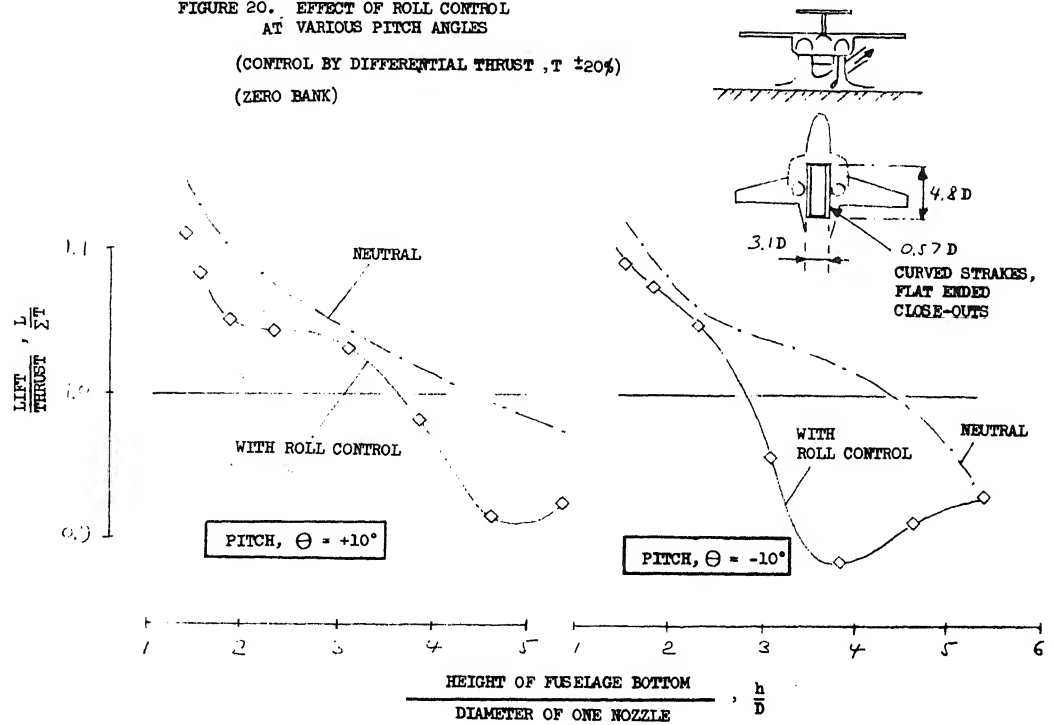 FIGURE 20. EFFECT OF ROLL CONTROL
AT VARIOUS PITCH ANGLES
(CONTROL BY DIFFERENTIAL THRUST ,T ±20%)
(ZERO BANK)
4.8 D
3.1 D
0.57 D
CURVED STRAKES,
FLAT ENDED
CLOSE-OUTS
LIFT / THRUST , L / ΣT
1.1
1.0
0.9
NEUTRAL
WITH ROLL CONTROL
PITCH, Θ = +10°
WITH
ROLL CONTROL
NEUTRAL
PITCH, Θ = -10°
1 2 3 4 5
1 2 3 4 5 6
HEIGHT OF FUSELAGE BOTTOM
DIAMETER OF ONE NOZZLE
, h / D